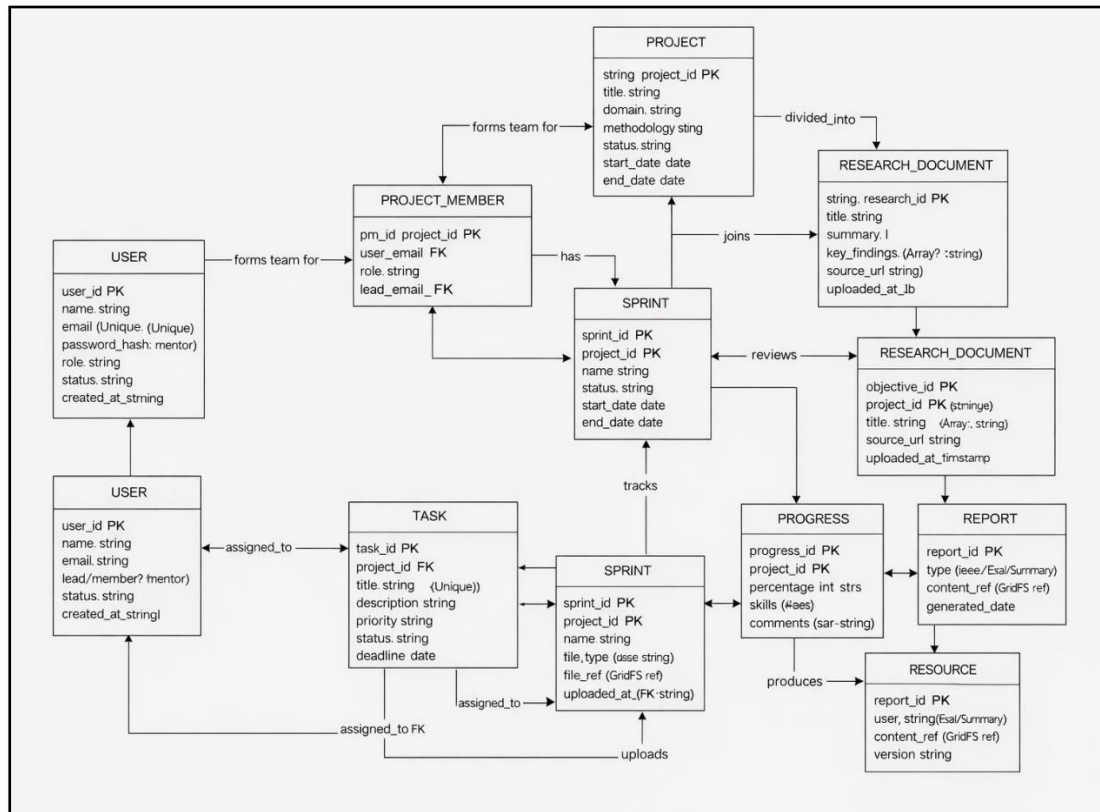 PROJECT
string project_id PK
title. string
domain. string
methodology sting
status. string
start_date date
end_date date
forms team for
divided_into
RESEARCH_DOCUMENT
string. research_id PK
title. string
summary. l
key_findings. (Array? :string)
source_url string)
uploaded_at_lb
PROJECT_MEMBER
pm_id project_id PK
user_email FK
role. string
lead_email_ FK
USER
user_id PK
name. string
email (Unique. (Unique)
password_hash: mentor)
role. string
status. string
created_at_strning
forms team for
has
joins
SPRINT
sprint_id PK
project_id PK
name string
status. string
start_date date
end_date date
reviews
RESEARCH_DOCUMENT
objective_id PK
project_id PK
title. string (Array:. string)
source_url string
uploaded_at_timstamp
tracks
USER
user_id PK
name. string
email. string
lead/member? mentor)
status. string
created_at_stringl
assigned_to
TASK
task_id PK
project_id FK
title. string (Unique))
description string
priority string
status. string
deadline date
SPRINT
sprint_id PK
project_id PK
name string
file_type string)
file_ref (GridFS ref)
uploaded_at_(FK-string)
PROGRESS
progress_id PK
project_id PK
percentage int strs
skills
comments (sar-string)
REPORT
report_id PK
type (ieee/Esal/Summary)
content_ref (GridFS ref)
generated_date
produces
RESOURCE
report_id PK
user, string(Esal/Summary)
content_ref (GridFS ref)
version string
assigned_to
assigned_to FK
uploads